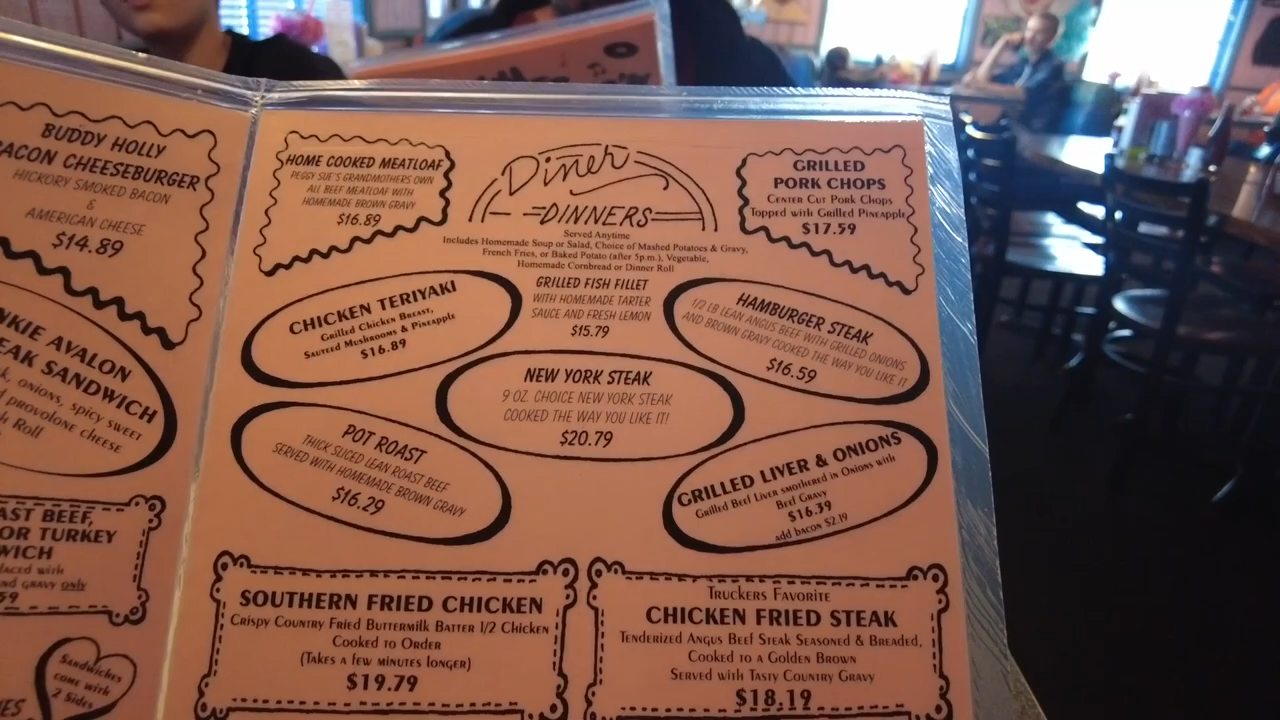 BUDDY HOLLY
BACON CHEESEBURGER
HICKORY SMOKED BACON
&
AMERICAN CHEESE
$14.89
AVALON
SANDWICH
onions, spicy sweet
provolone cheese
Roll
BEEF,
OR TURKEY
with
gravy only
Sandwiches
come with
2 Sides
HOME COOKED MEATLOAF
PEGGY SUE'S GRANDMOTHERS OWN
ALL BEEF MEATLOAF WITH
HOMEMADE BROWN GRAVY
$16.89
Diner
DINNERS
Served Anytime
Includes Homemade Soup or Salad, Choice of Mashed Potatoes & Gravy,
French Fries, or Baked Potato (after 5p.m.), Vegetable,
Homemade Cornbread or Dinner Roll
GRILLED
PORK CHOPS
Center Cut Pork Chops
Topped with Grilled Pineapple
$17.59
CHICKEN TERIYAKI
Grilled Chicken Breast,
Sauteed Mushrooms & Pineapple
$16.89
GRILLED FISH FILLET
WITH HOMEMADE TARTER
SAUCE AND FRESH LEMON
$15.79
HAMBURGER STEAK
1/2 LB LEAN ANGUS BEEF WITH GRILLED ONIONS
AND BROWN GRAVY COOKED THE WAY YOU LIKE IT
$16.59
NEW YORK STEAK
9 OZ. CHOICE NEW YORK STEAK
COOKED THE WAY YOU LIKE IT!
$20.79
POT ROAST
THICK SLICED LEAN ROAST BEEF
SERVED WITH HOMEMADE BROWN GRAVY
$16.29
GRILLED LIVER & ONIONS
Grilled Beef Liver smothered in Onions with
Beef Gravy
$16.39
add bacon $2.19
SOUTHERN FRIED CHICKEN
Crispy Country Fried Buttermilk Batter 1/2 Chicken
Cooked to Order
(Takes a few minutes longer)
$19.79
Truckers Favorite
CHICKEN FRIED STEAK
Tenderized Angus Beef Steak Seasoned & Breaded,
Cooked to a Golden Brown
Served with Tasty Country Gravy
$18.19